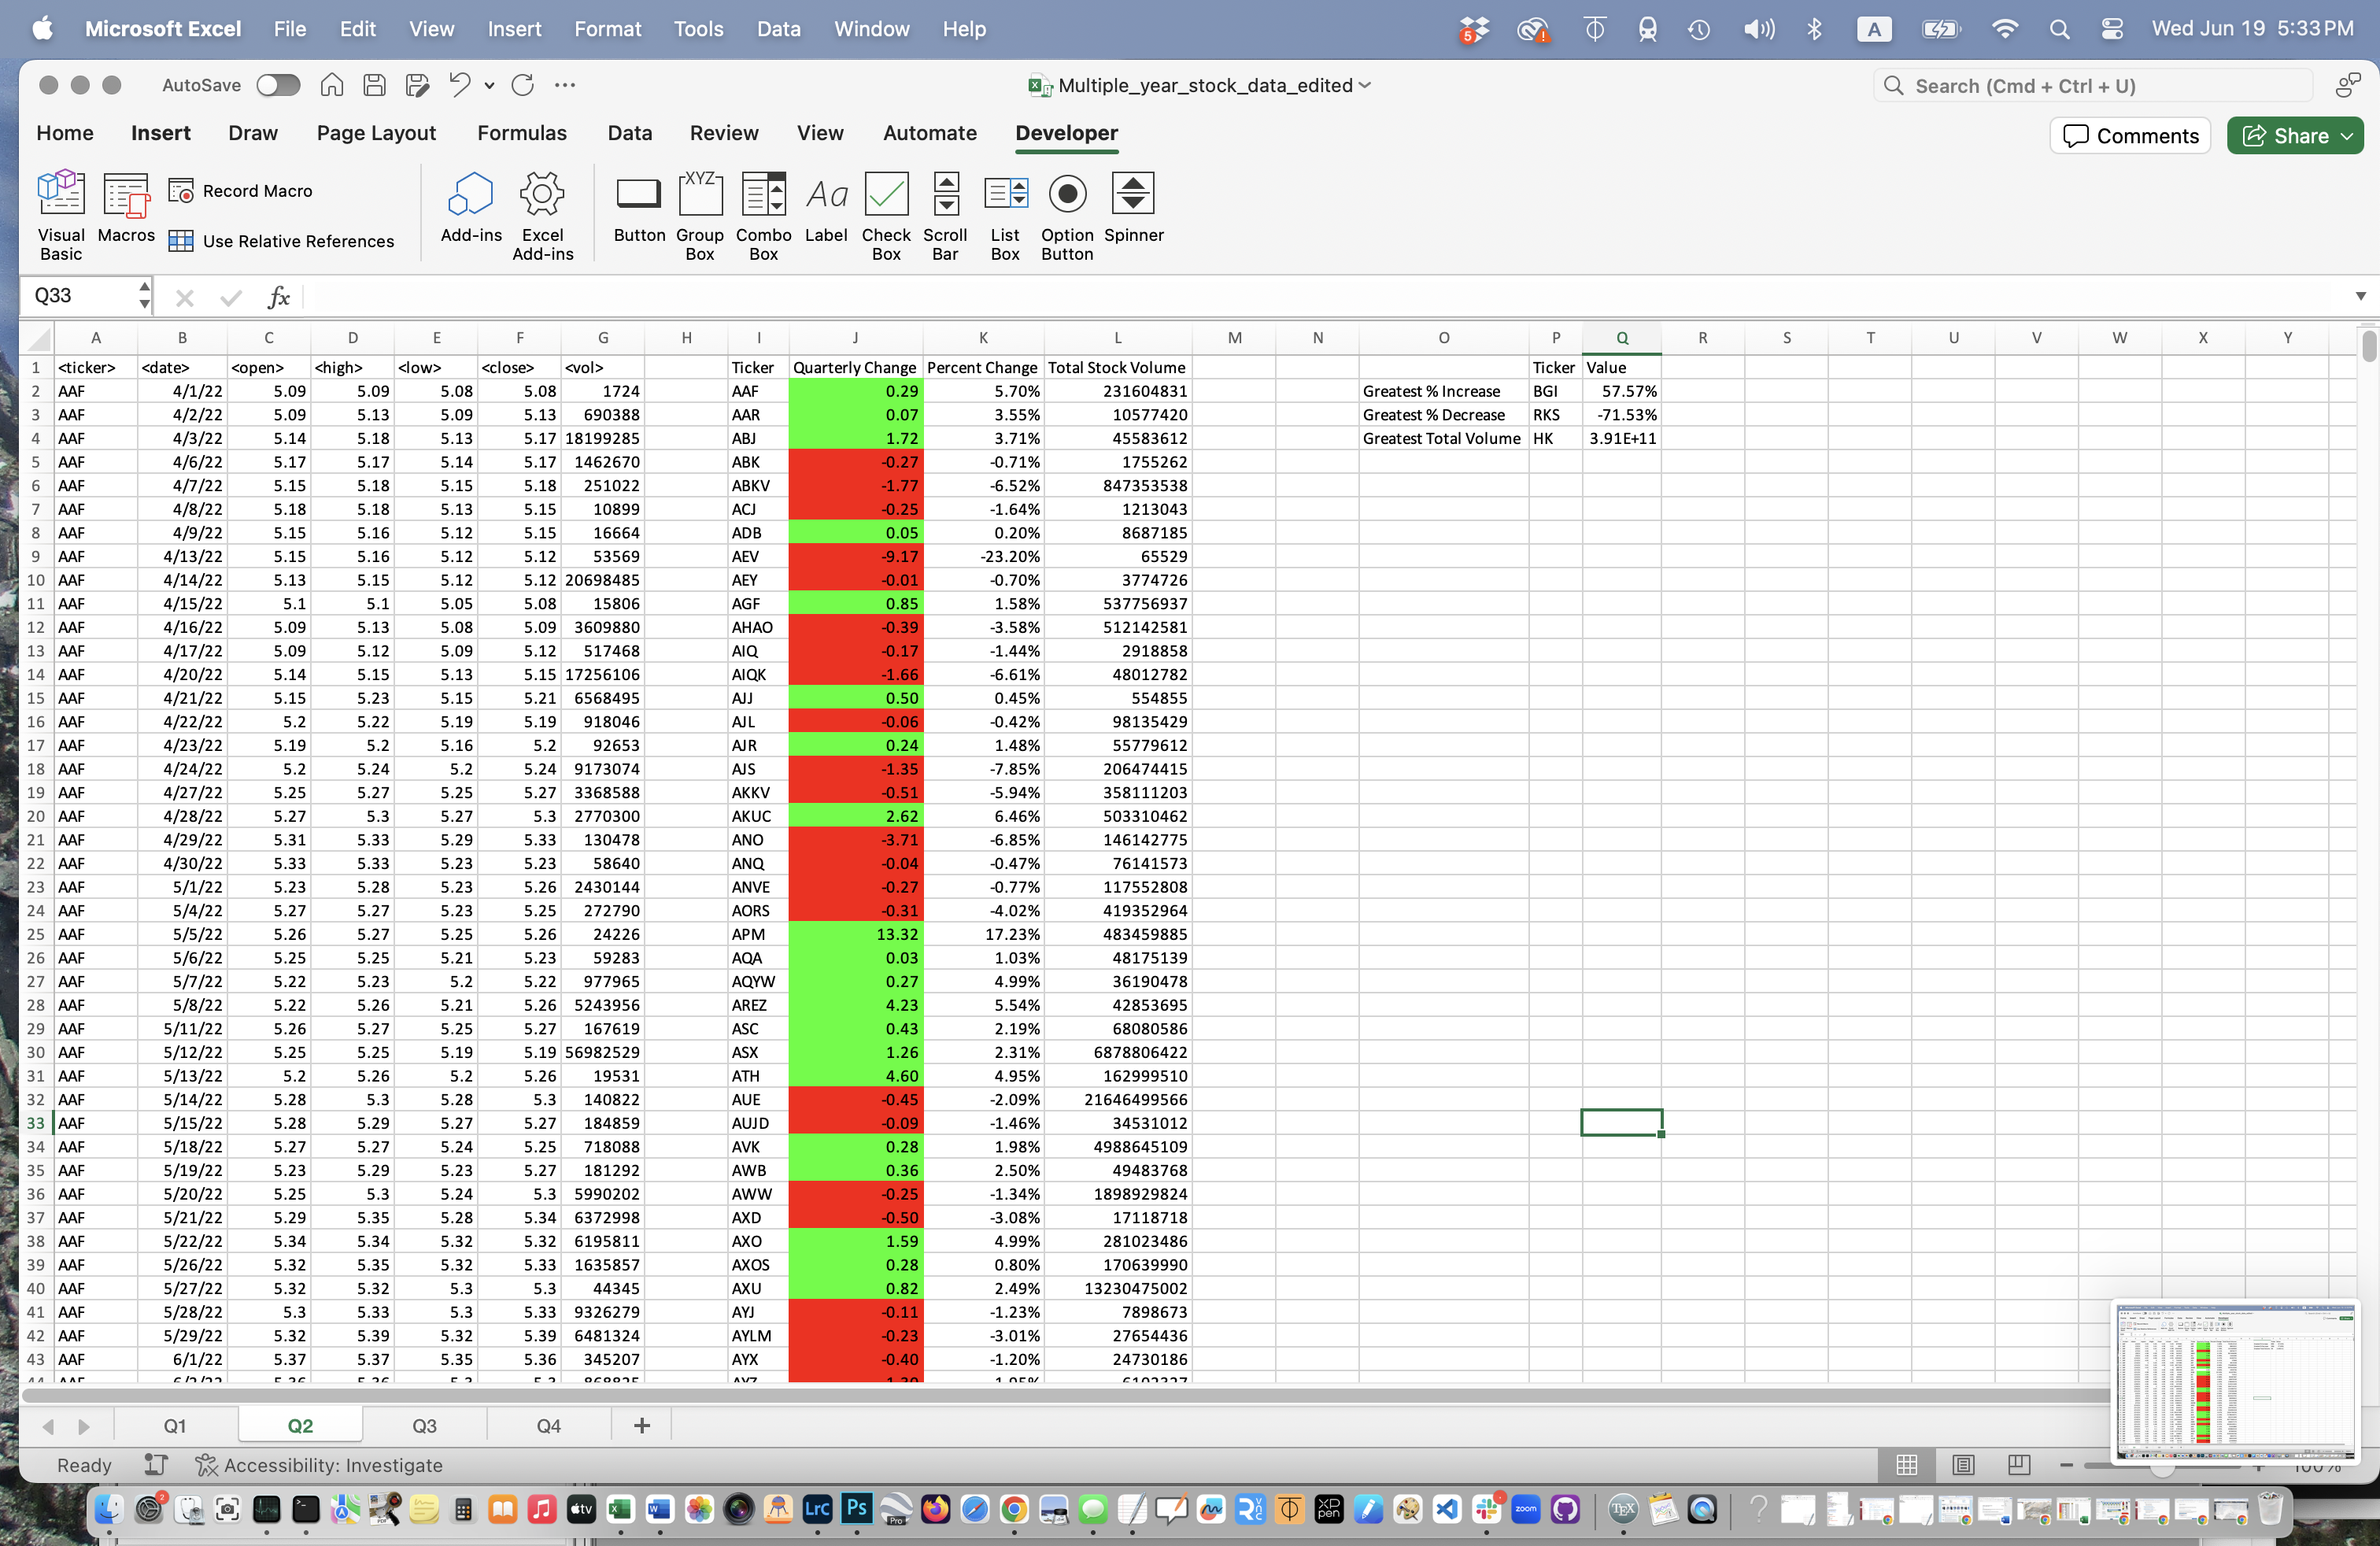 Microsoft Excel File Edit View Insert Format Tools Data Window Help 5 A Wed Jun 19 5:33 PM
AutoSave Multiple_year_stock_data_edited Search (Cmd + Ctrl + U)
Home Insert Draw Page Layout Formulas Data Review View Automate Developer Comments Share
Visual Basic Macros Record Macro Use Relative References Add-ins Excel Add-ins Button XYZ Group Box Combo Box Aa Label Check Box Scroll Bar List Box Option Button Spinner
Q33 fx
A B C D E F G H I J K L M N O P Q R S T U V W X Y
1 <ticker> <date> <open> <high> <low> <close> <vol> Ticker Quarterly Change Percent Change Total Stock Volume Ticker Value
2 AAF 4/1/22 5.09 5.09 5.08 5.08 1724 AAF 0.29 5.70% 231604831 Greatest % Increase BGI 57.57%
3 AAF 4/2/22 5.09 5.13 5.09 5.13 690388 AAR 0.07 3.55% 10577420 Greatest % Decrease RKS -71.53%
4 AAF 4/3/22 5.14 5.18 5.13 5.17 18199285 ABJ 1.72 3.71% 45583612 Greatest Total Volume HK 3.91E+11
5 AAF 4/6/22 5.17 5.17 5.14 5.17 1462670 ABK -0.27 -0.71% 1755262
6 AAF 4/7/22 5.15 5.18 5.15 5.18 251022 ABKV -1.77 -6.52% 847353538
7 AAF 4/8/22 5.18 5.18 5.13 5.15 10899 ACJ -0.25 -1.64% 1213043
8 AAF 4/9/22 5.15 5.16 5.12 5.15 16664 ADB 0.05 0.20% 8687185
9 AAF 4/13/22 5.15 5.16 5.12 5.12 53569 AEV -9.17 -23.20% 65529
10 AAF 4/14/22 5.13 5.15 5.12 5.12 20698485 AEY -0.01 -0.70% 3774726
11 AAF 4/15/22 5.1 5.1 5.05 5.08 15806 AGF 0.85 1.58% 537756937
12 AAF 4/16/22 5.09 5.13 5.08 5.09 3609880 AHAO -0.39 -3.58% 512142581
13 AAF 4/17/22 5.09 5.12 5.09 5.12 517468 AIQ -0.17 -1.44% 2918858
14 AAF 4/20/22 5.14 5.15 5.13 5.15 17256106 AIQK -1.66 -6.61% 48012782
15 AAF 4/21/22 5.15 5.23 5.15 5.21 6568495 AJJ 0.50 0.45% 554855
16 AAF 4/22/22 5.2 5.22 5.19 5.19 918046 AJL -0.06 -0.42% 98135429
17 AAF 4/23/22 5.19 5.2 5.16 5.2 92653 AJR 0.24 1.48% 55779612
18 AAF 4/24/22 5.2 5.24 5.2 5.24 9173074 AJS -1.35 -7.85% 206474415
19 AAF 4/27/22 5.25 5.27 5.25 5.27 3368588 AKKV -0.51 -5.94% 358111203
20 AAF 4/28/22 5.27 5.3 5.27 5.3 2770300 AKUC 2.62 6.46% 503310462
21 AAF 4/29/22 5.31 5.33 5.29 5.33 130478 ANO -3.71 -6.85% 146142775
22 AAF 4/30/22 5.33 5.33 5.23 5.23 58640 ANQ -0.04 -0.47% 76141573
23 AAF 5/1/22 5.23 5.28 5.23 5.26 2430144 ANVE -0.27 -0.77% 117552808
24 AAF 5/4/22 5.27 5.27 5.23 5.25 272790 AORS -0.31 -4.02% 419352964
25 AAF 5/5/22 5.26 5.27 5.25 5.26 24226 APM 13.32 17.23% 483459885
26 AAF 5/6/22 5.25 5.25 5.21 5.23 59283 AQA 0.03 1.03% 48175139
27 AAF 5/7/22 5.22 5.23 5.2 5.22 977965 AQYW 0.27 4.99% 36190478
28 AAF 5/8/22 5.22 5.26 5.21 5.26 5243956 AREZ 4.23 5.54% 42853695
29 AAF 5/11/22 5.26 5.27 5.25 5.27 167619 ASC 0.43 2.19% 68080586
30 AAF 5/12/22 5.25 5.25 5.19 5.19 56982529 ASX 1.26 2.31% 6878806422
31 AAF 5/13/22 5.2 5.26 5.2 5.26 19531 ATH 4.60 4.95% 162999510
32 AAF 5/14/22 5.28 5.3 5.28 5.3 140822 AUE -0.45 -2.09% 21646499566
33 AAF 5/15/22 5.28 5.29 5.27 5.27 184859 AUJD -0.09 -1.46% 34531012
34 AAF 5/18/22 5.27 5.27 5.24 5.25 718088 AVK 0.28 1.98% 4988645109
35 AAF 5/19/22 5.23 5.29 5.23 5.27 181292 AWB 0.36 2.50% 49483768
36 AAF 5/20/22 5.25 5.3 5.24 5.3 5990202 AWW -0.25 -1.34% 1898929824
37 AAF 5/21/22 5.29 5.35 5.28 5.34 6372998 AXD -0.50 -3.08% 17118718
38 AAF 5/22/22 5.34 5.34 5.32 5.32 6195811 AXO 1.59 4.99% 281023486
39 AAF 5/26/22 5.32 5.35 5.32 5.33 1635857 AXOS 0.28 0.80% 170639990
40 AAF 5/27/22 5.32 5.32 5.3 5.3 44345 AXU 0.82 2.49% 13230475002
41 AAF 5/28/22 5.3 5.33 5.3 5.33 9326279 AYJ -0.11 -1.23% 7898673
42 AAF 5/29/22 5.32 5.39 5.32 5.39 6481324 AYLM -0.23 -3.01% 27654436
43 AAF 6/1/22 5.37 5.37 5.35 5.36 345207 AYX -0.40 -1.20% 24730186
Q1 Q2 Q3 Q4 +
Ready Accessibility: Investigate 100%
2 tv LrC Ps Pro XP PEN zoom TEX